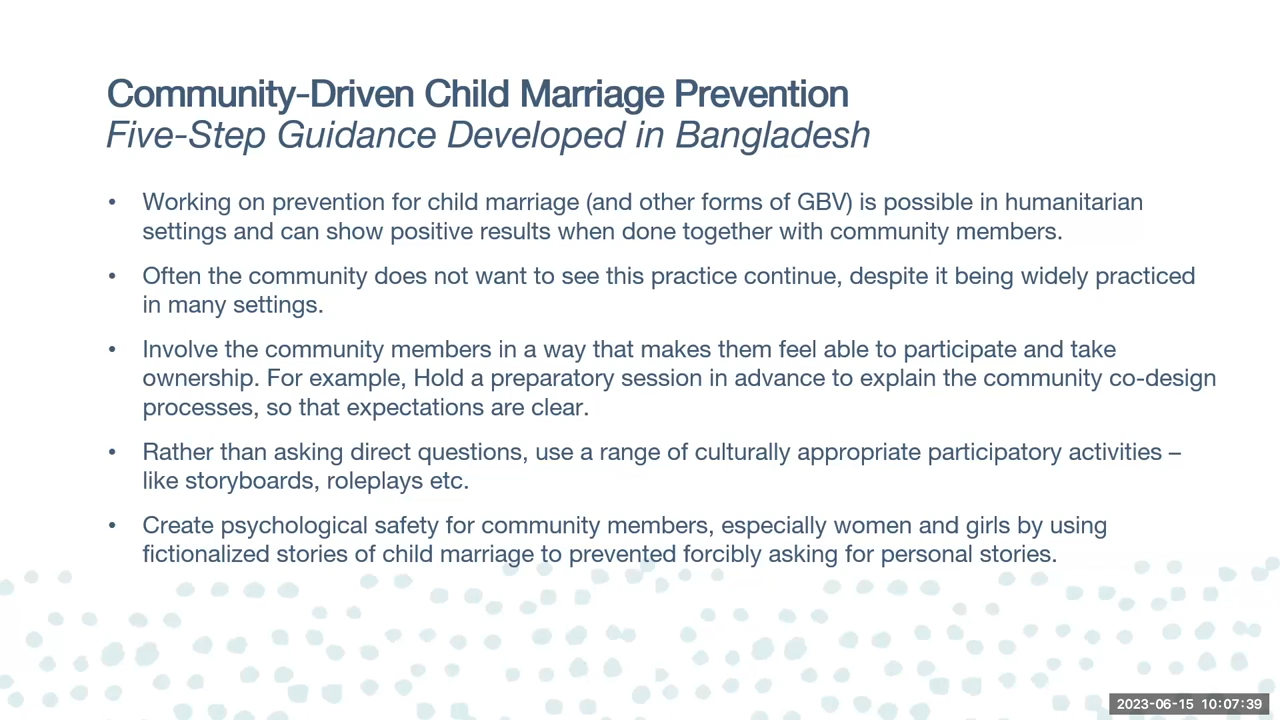 Community-Driven Child Marriage Prevention
Five-Step Guidance Developed in Bangladesh
• Working on prevention for child marriage (and other forms of GBV) is possible in humanitarian
settings and can show positive results when done together with community members.
• Often the community does not want to see this practice continue, despite it being widely practiced
in many settings.
• Involve the community members in a way that makes them feel able to participate and take
ownership. For example, Hold a preparatory session in advance to explain the community co-design
processes, so that expectations are clear.
• Rather than asking direct questions, use a range of culturally appropriate participatory activities –
like storyboards, roleplays etc.
• Create psychological safety for community members, especially women and girls by using
fictionalized stories of child marriage to prevented forcibly asking for personal stories.
2023-06-15 10:07:39